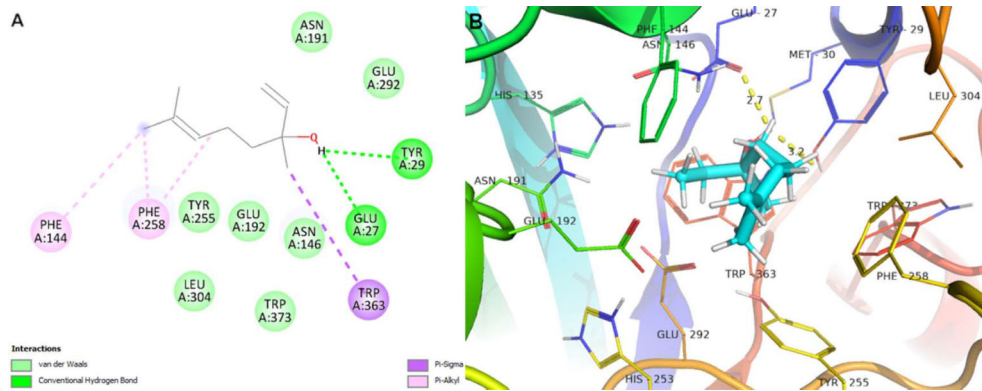 A
ASN
A:191
GLU
A:292
O
H
TYR
A:29
PHE
A:144
PHE
A:258
TYR
A:255
GLU
A:192
ASN
A:146
GLU
A:27
LEU
A:304
TRP
A:373
TRP
A:363
Interactions
van der Waals
Conventional Hydrogen Bond
Pi-Sigma
Pi-Alkyl
B
GLU - 27
PHE - 144
ASN - 146
TYR - 29
MET - 30
HIS - 135
2.7
LEU - 304
3.2
ASN - 191
GLU - 192
TRP - 373
TRP - 363
PHE - 258
GLU - 292
HIS - 253
TYR - 255